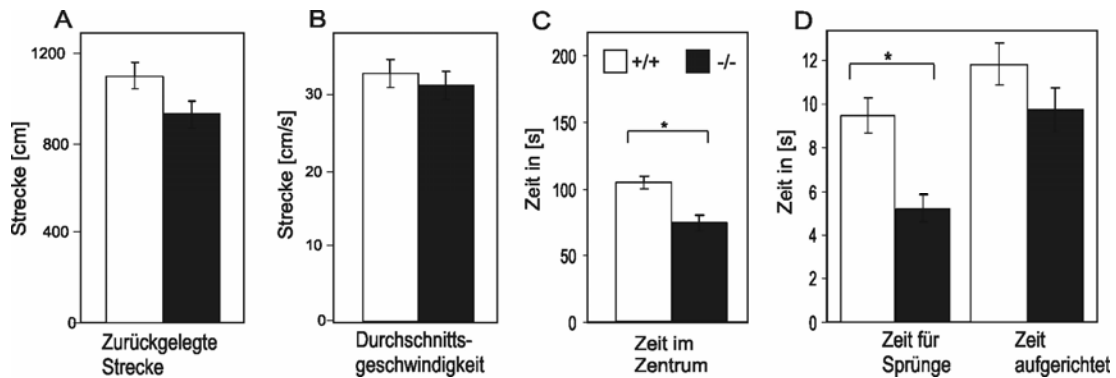 A
Strecke [cm]
1200
800
400
0
Zurückgelegte
Strecke
B
Strecke [cm/s]
30
20
10
0
Durchschnitts-
geschwindigkeit
C
Zeit in [s]
200
150
100
50
0
+/+ -/-
*
Zeit im
Zentrum
D
Zeit in [s]
12
10
8
6
4
2
0
*
Zeit für
Sprünge
Zeit
aufgerichtet